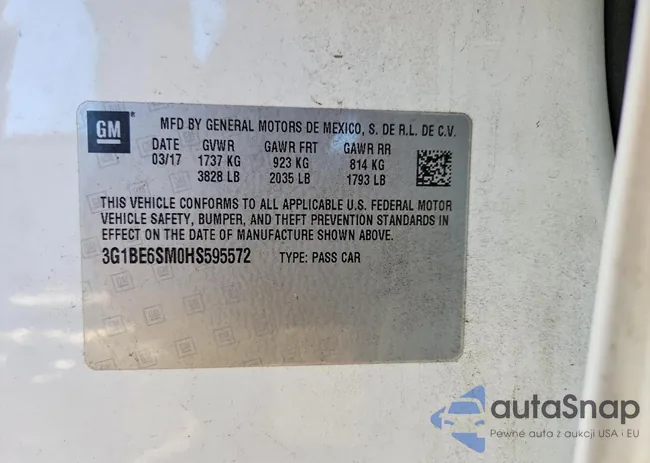 GM
MFD BY GENERAL MOTORS DE MEXICO, S. DE R.L. DE C.V.
DATE GVWR GAWR FRT GAWR RR
03/17 1737 KG 923 KG 814 KG
3828 LB 2035 LB 1793 LB
THIS VEHICLE CONFORMS TO ALL APPLICABLE U.S. FEDERAL MOTOR
VEHICLE SAFETY, BUMPER, AND THEFT PREVENTION STANDARDS IN
EFFECT ON THE DATE OF MANUFACTURE SHOWN ABOVE.
3G1BE6SM0HS595572 TYPE: PASS CAR
autaSnap
Pewne auta z aukcji USA i EU